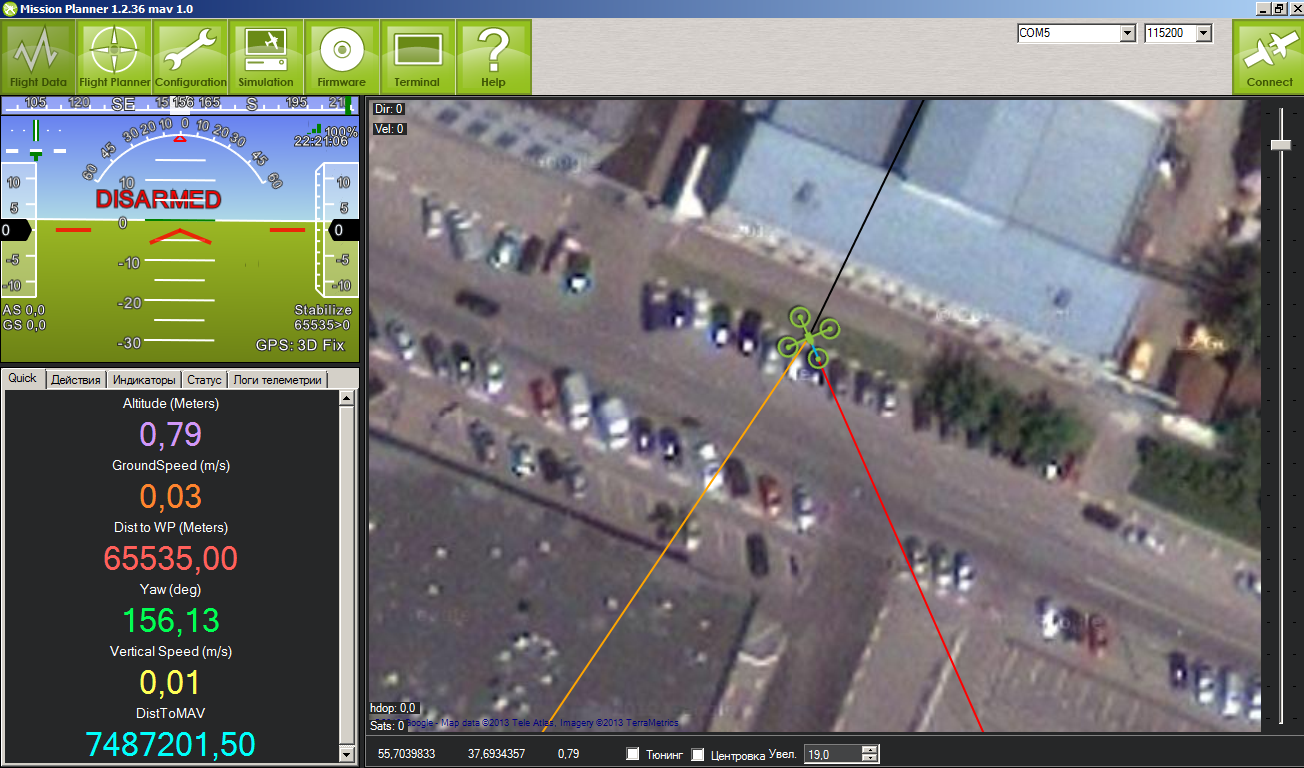 Mission Planner 1.2.36 mav 1.0
Flight Data Flight Planner Configuration Simulation Firmware Terminal Help
COM5 115200 Connect
105 120 SE 15 156 165 S 195 21
Dir: 0
Vel: 0
100%
22:21:06
60 45 30 20 10 0 10 20 30 45 60
DISARMED
10 5 0 -5 -10
10 0 -10 -20 -30
10 5 0 -5 -10
AS 0,0
GS 0,0
Stabilize
65535>0
GPS: 3D Fix
Quick Действия Индикаторы Статус Логи телеметрии
Altitude (Meters)
0,79
GroundSpeed (m/s)
0,03
Dist to WP (Meters)
65535,00
Yaw (deg)
156,13
Vertical Speed (m/s)
0,01
DistToMAV
7487201,50
hdop: 0,0
Sats: 0
Google - Map data ©2013 Tele Atlas, Imagery ©2013 TerraMetrics
55,7039833 37,6934357 0,79 Тюнинг Центровка Увел. 19,0